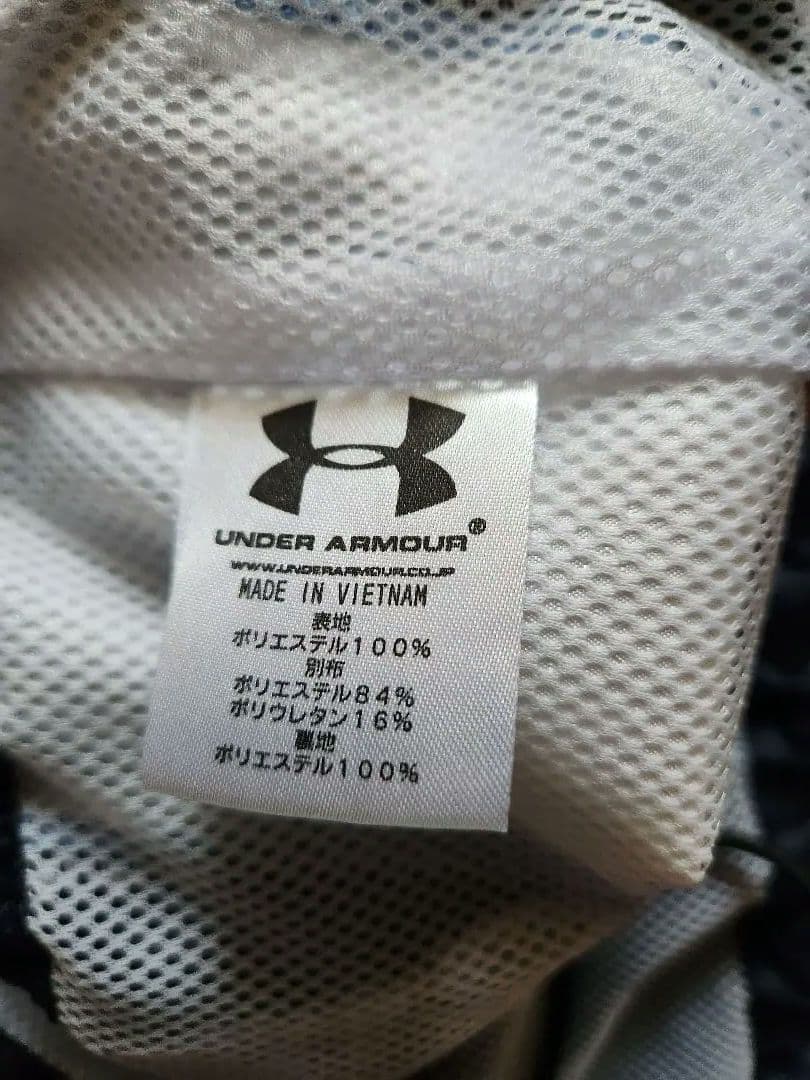 UNDER ARMOUR®
WWW.UNDERARMOUR.CO.JP
MADE IN VIETNAM
表地
ポリエステル100%
別布
ポリエステル84%
ポリウレタン16%
裏地
ポリエステル100%